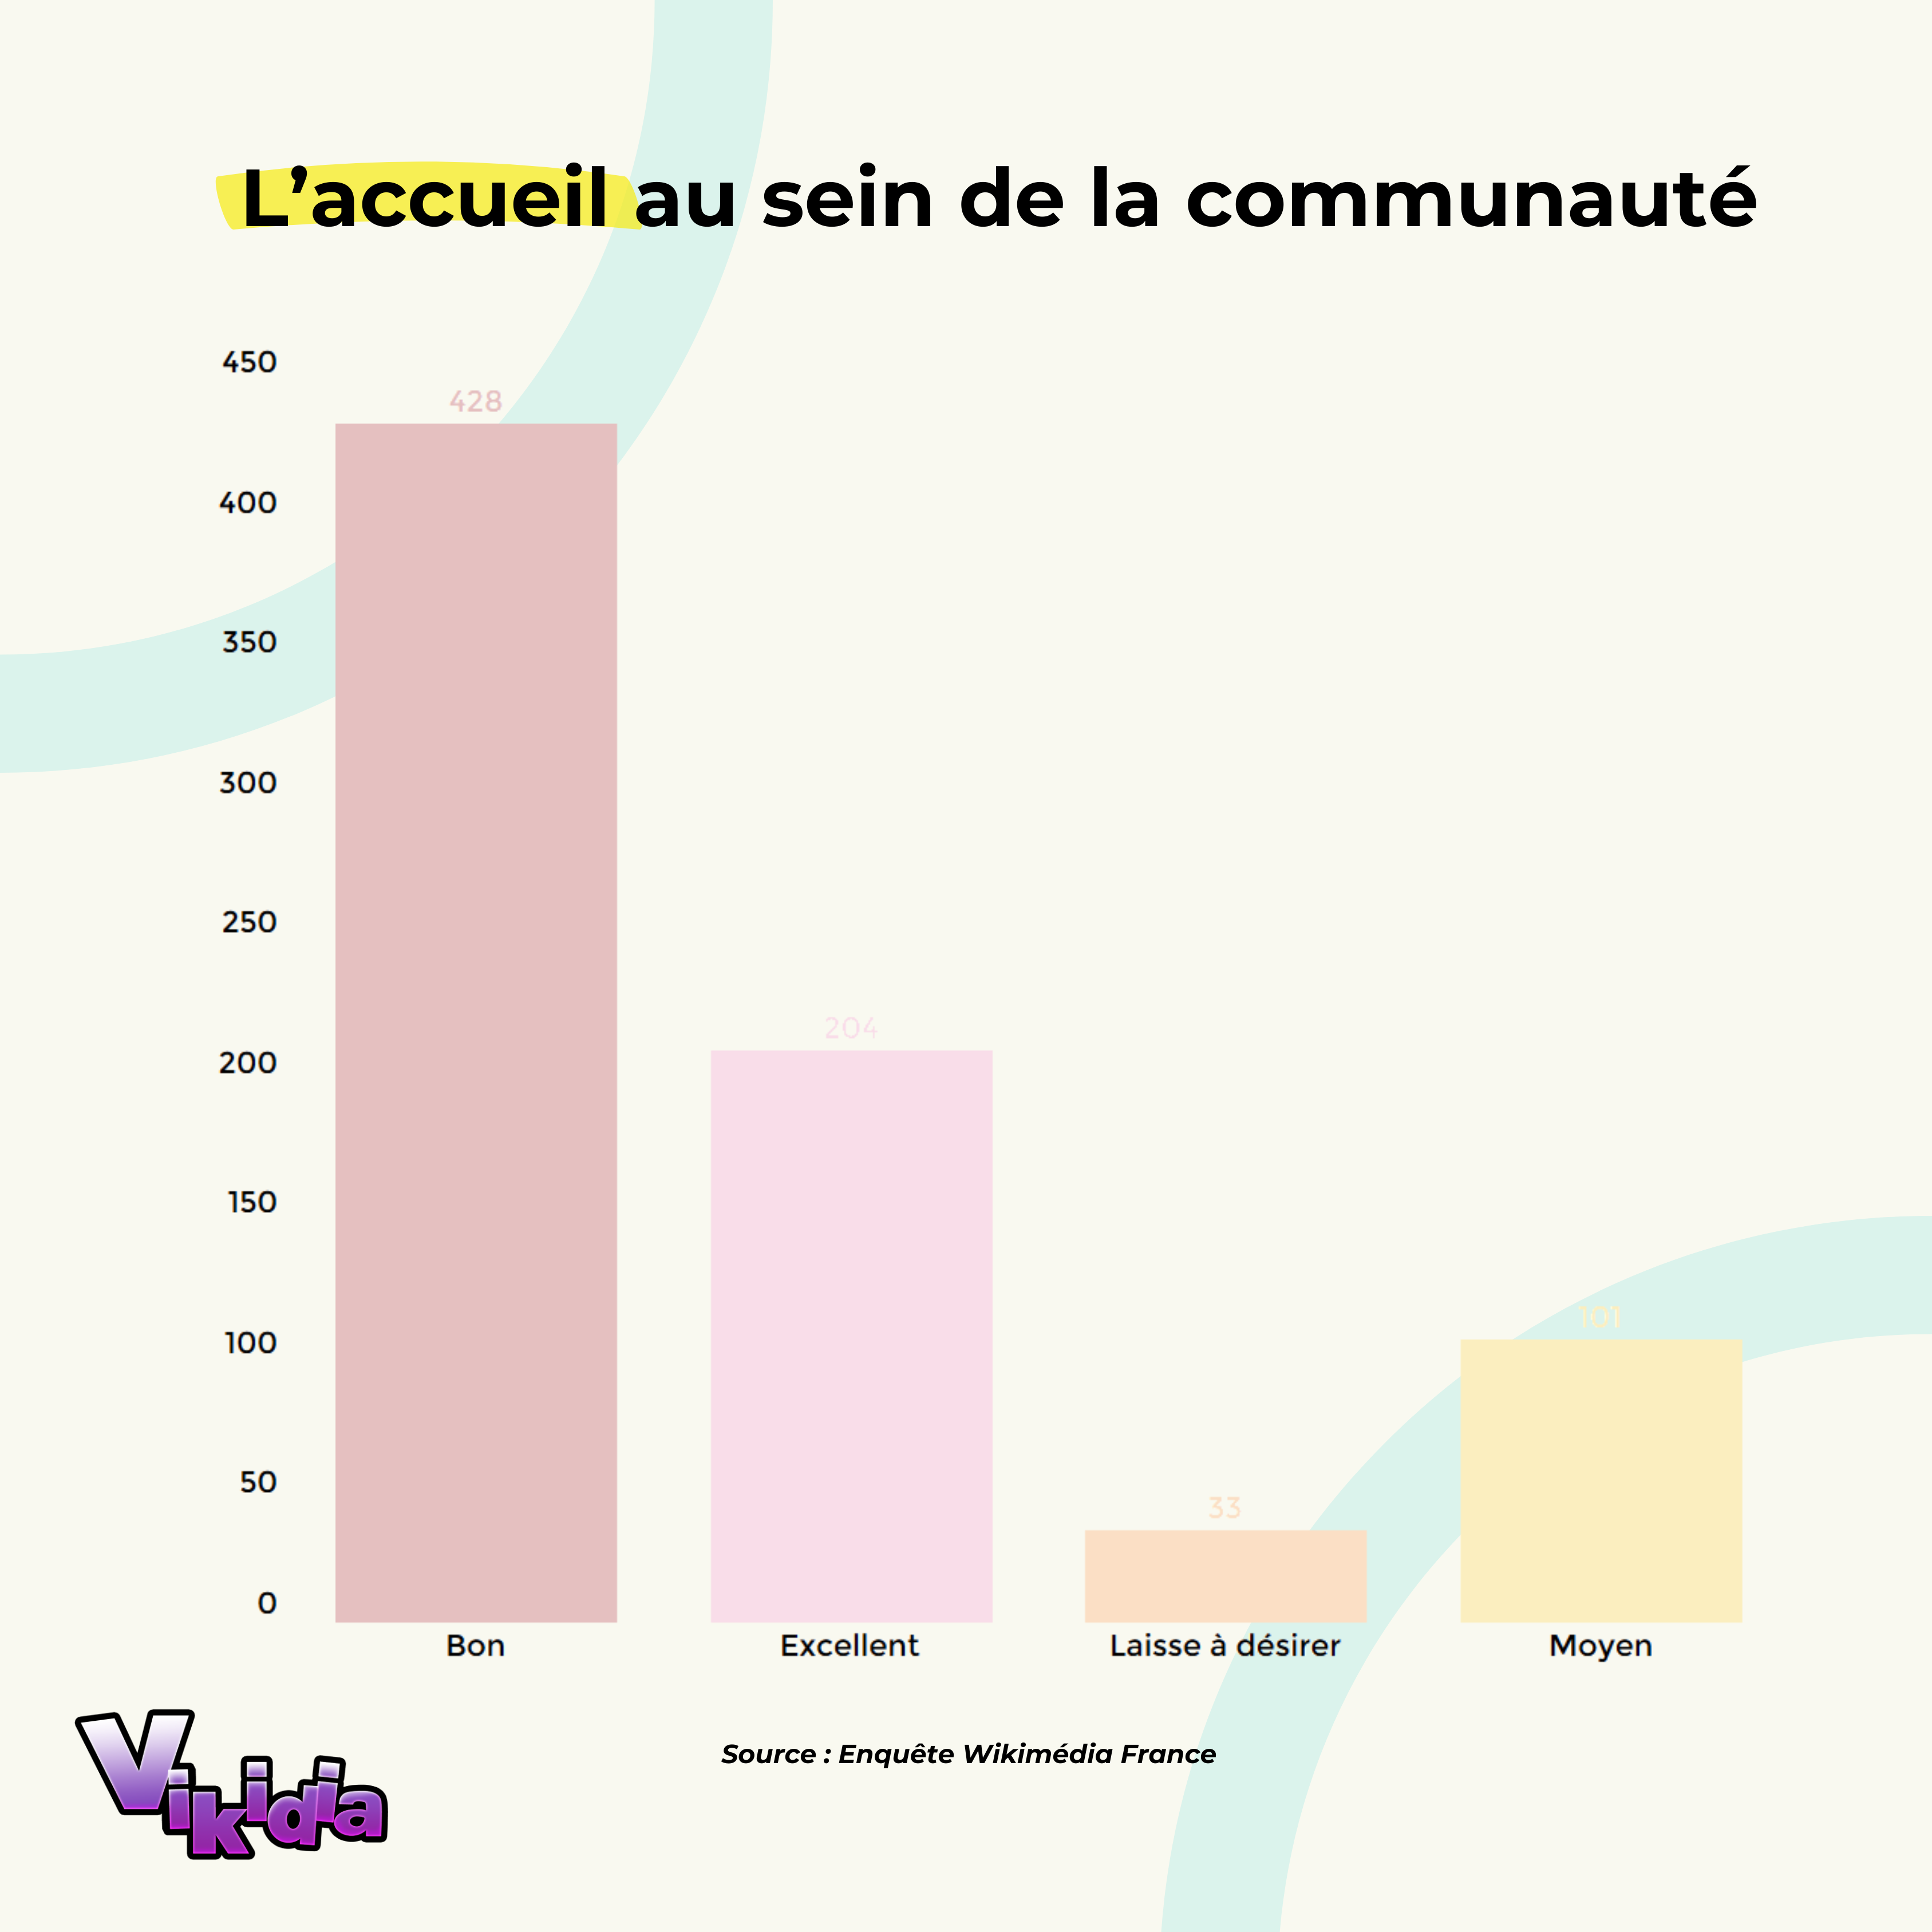 L’accueil au sein de la communauté
450
428
400
350
300
250
204
200
150
101
100
50
33
0
Bon
Excellent
Laisse à désirer
Moyen
Source : Enquête Wikimédia France
Vikidia